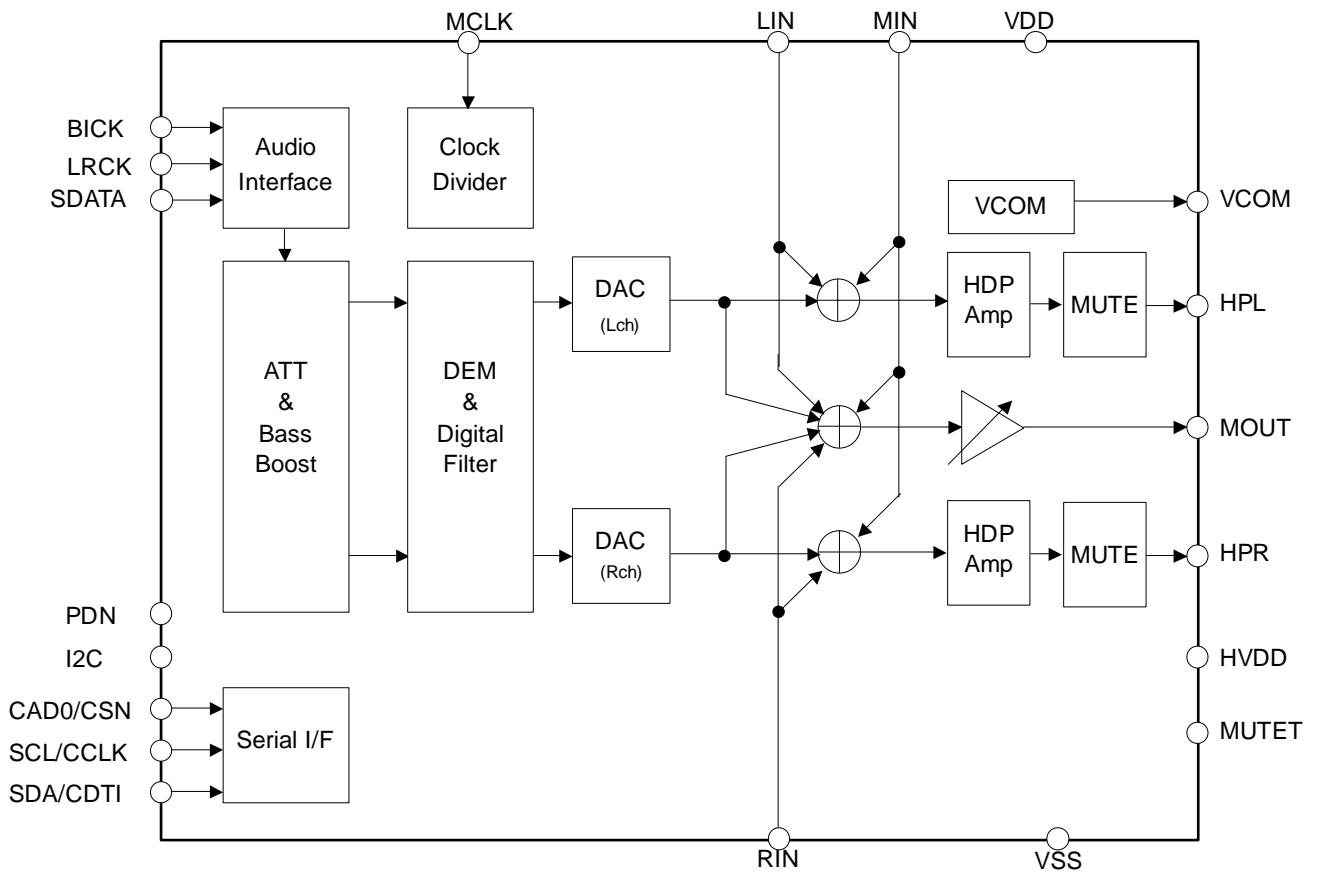 MCLK
LIN
MIN
VDD
BICK
LRCK
SDATA
Audio
Interface
Clock
Divider
VCOM
VCOM
DAC
(Lch)
HDP
Amp
MUTE
HPL
ATT
&
Bass
Boost
DEM
&
Digital
Filter
MOUT
DAC
(Rch)
HDP
Amp
MUTE
HPR
PDN
I2C
HVDD
CAD0/CSN
SCL/CCLK
SDA/CDTI
Serial I/F
MUTET
RIN
VSS